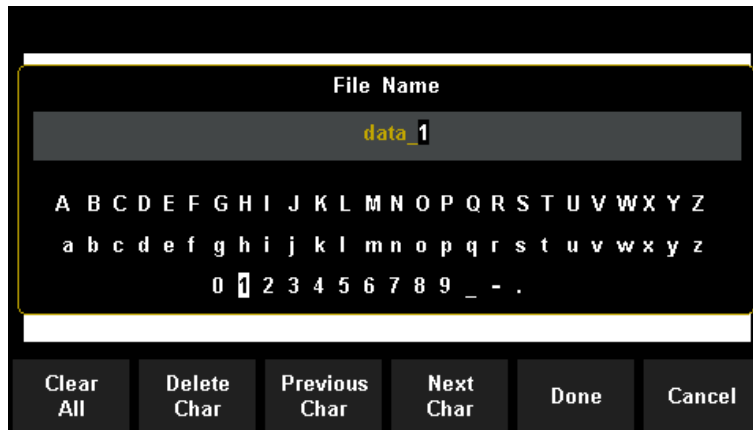 File Name
data_1
A B C D E F G H I J K L M N O P Q R S T U V W X Y Z
a b c d e f g h i j k l m n o p q r s t u v w x y z
0 1 2 3 4 5 6 7 8 9 _ - .
Clear All
Delete Char
Previous Char
Next Char
Done
Cancel